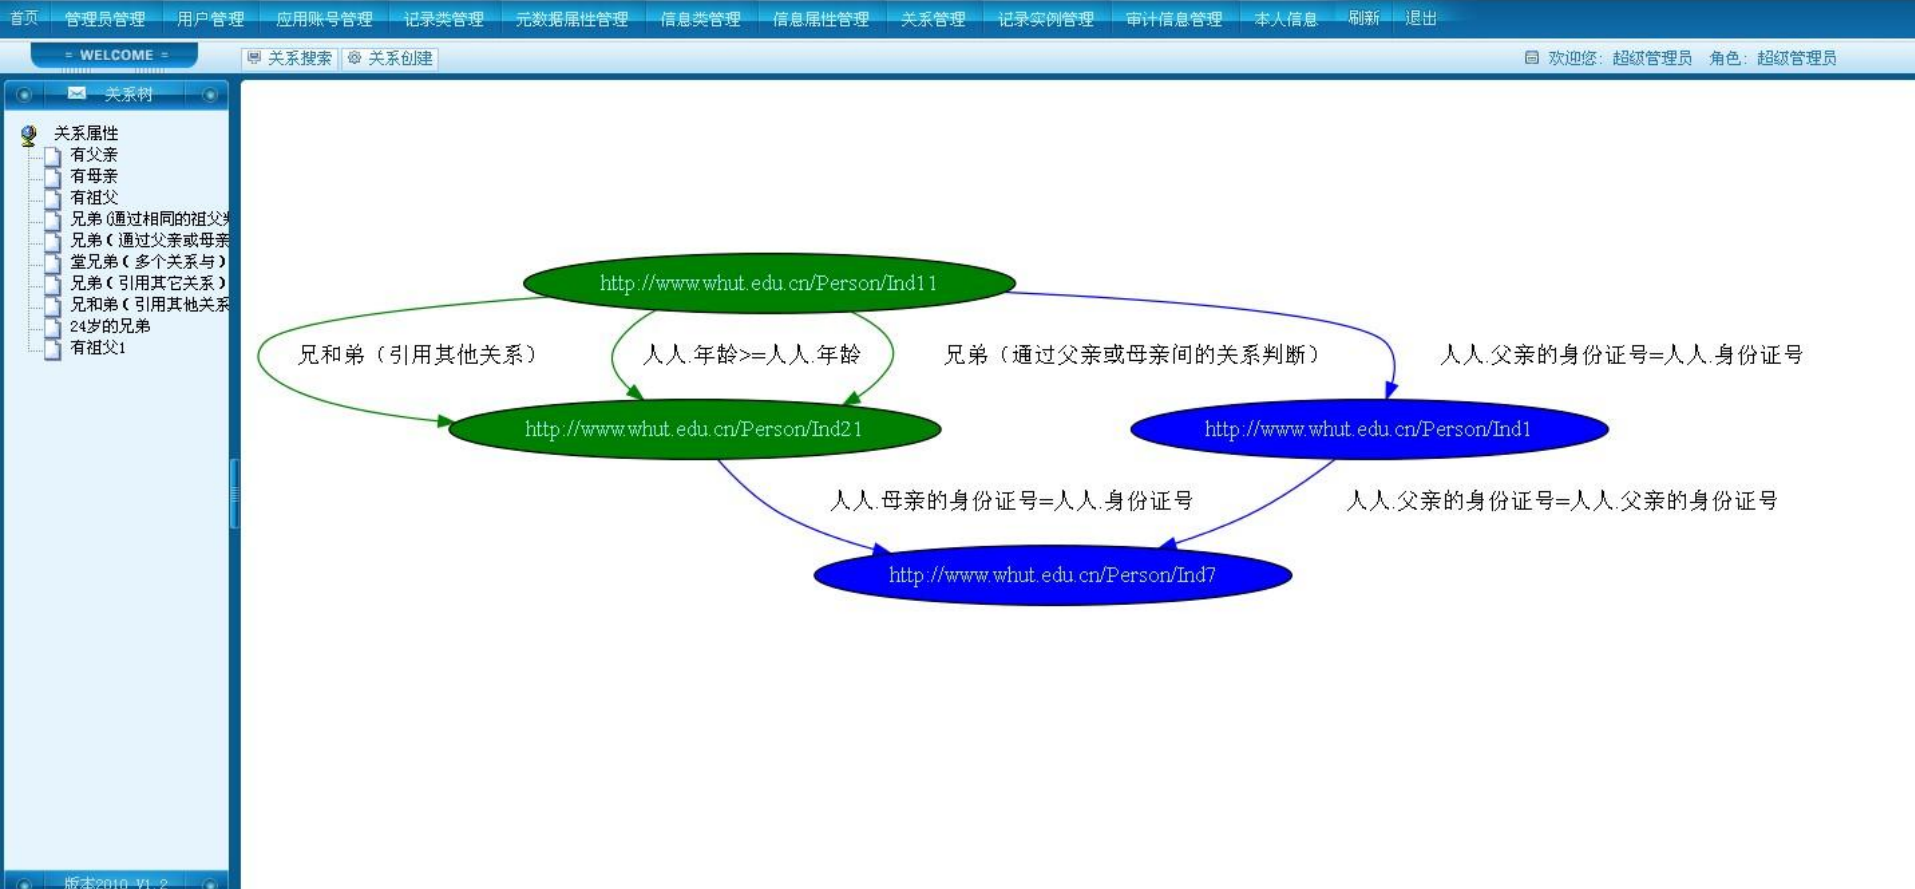 首页 管理员管理 用户管理 应用账号管理 记录类管理 元数据属性管理 信息类管理 信息属性管理 关系管理 记录实例管理 审计信息管理 本人信息 刷新 退出
= WELCOME = 关系搜索 关系创建 欢迎您：超级管理员 角色：超级管理员
关系树
关系属性
有父亲
有母亲
有祖父
兄弟(通过相同的祖父
兄弟(通过父亲或母亲
堂兄弟(多个关系与)
兄弟(引用其它关系)
兄和弟(引用其他关系
24岁的兄弟
有祖父1
http://www.whut.edu.cn/Person/Ind11
兄和弟（引用其他关系） 人人.年龄>=人人.年龄 兄弟（通过父亲或母亲间的关系判断） 人人.父亲的身份证号=人人.身份证号
http://www.whut.edu.cn/Person/Ind21 http://www.whut.edu.cn/Person/Ind1
人人.母亲的身份证号=人人.身份证号 人人.父亲的身份证号=人人.父亲的身份证号
http://www.whut.edu.cn/Person/Ind7
版本2010 V1.2